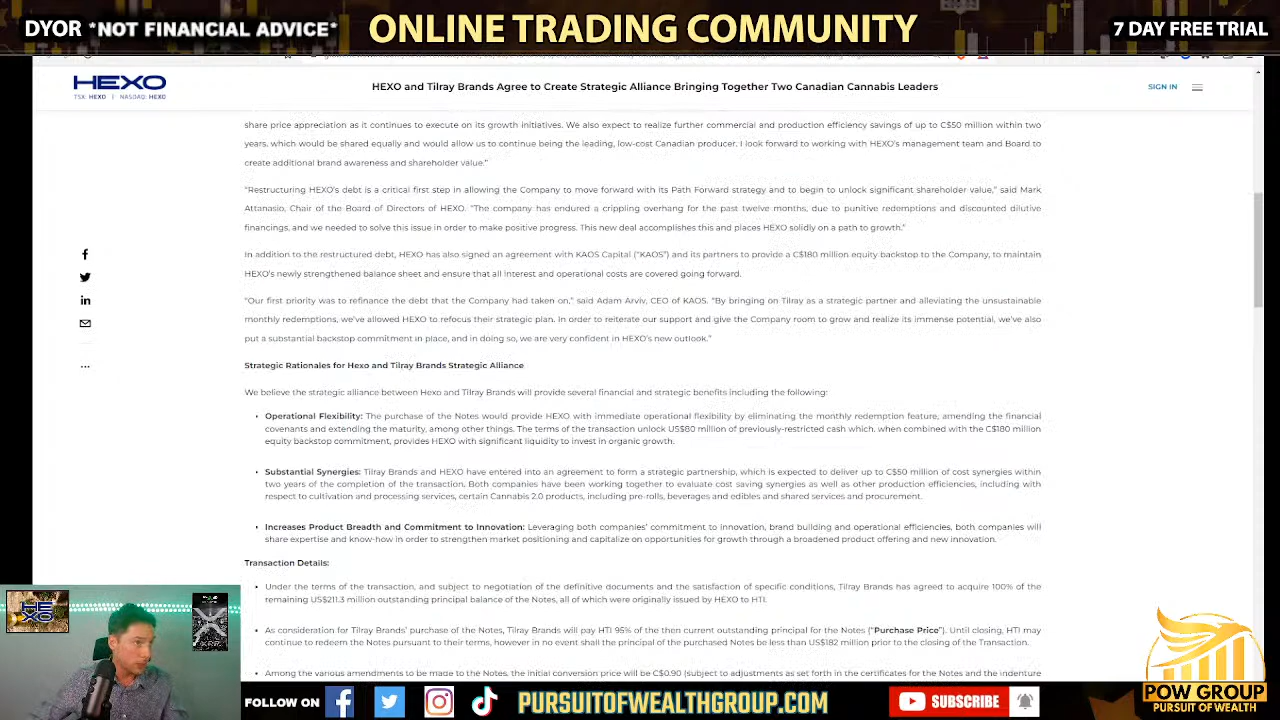 DYOR *NOT FINANCIAL ADVICE*
ONLINE TRADING COMMUNITY
7 DAY FREE TRIAL
HEXO
TSX: HEXO | NASDAQ: HEXO
HEXO and Tilray Brands Agree to Create Strategic Alliance Bringing Together Two Canadian Cannabis Leaders
SIGN IN
share price appreciation as it continues to execute on its growth initiatives. We also expect to realize further commercial and production efficiency savings of up to C$50 million within two
years, which would be shared equally and would allow us to continue being the leading, low-cost Canadian producer. I look forward to working with HEXO's management team and Board to
create additional brand awareness and shareholder value."
"Restructuring HEXO's debt is a critical first step in allowing the Company to move forward with its Path Forward strategy and to begin to unlock significant shareholder value," said Mark
Attanasio, Chair of the Board of Directors of HEXO. "The company has endured a crippling overhang for the past twelve months, due to punitive redemptions and discounted dilutive
financings, and we needed to solve this issue in order to make positive progress. This new deal accomplishes this and places HEXO solidly on a path to growth."
In addition to the restructured debt, HEXO has also signed an agreement with KAOS Capital ("KAOS") and its partners to provide a C$180 million equity backstop to the Company, to maintain
HEXO's newly strengthened balance sheet and ensure that all interest and operational costs are covered going forward.
"Our first priority was to refinance the debt that the Company had taken on," said Adam Arviv, CEO of KAOS. "By bringing on Tilray as a strategic partner and alleviating the unsustainable
monthly redemptions, we've allowed HEXO to refocus their strategic plan. In order to reiterate our support and give the Company room to grow and realize its immense potential, we've also
put a substantial backstop commitment in place, and in doing so, we are very confident in HEXO's new outlook."
Strategic Rationales for Hexo and Tilray Brands Strategic Alliance
We believe the strategic alliance between Hexo and Tilray Brands will provide several financial and strategic benefits including the following:
• Operational Flexibility: The purchase of the Notes would provide HEXO with immediate operational flexibility by eliminating the monthly redemption feature, amending the financial
covenants and extending the maturity, among other things. The terms of the transaction unlock US$80 million of previously-restricted cash which, when combined with the C$180 million
equity backstop commitment, provides HEXO with significant liquidity to invest in organic growth.
• Substantial Synergies: Tilray Brands and HEXO have entered into an agreement to form a strategic partnership, which is expected to deliver up to C$50 million of cost synergies within
two years of the completion of the transaction. Both companies have been working together to evaluate cost saving synergies as well as other production efficiencies, including with
respect to cultivation and processing services, certain Cannabis 2.0 products, including pre-rolls, beverages and edibles and shared services and procurement.
• Increases Product Breadth and Commitment to Innovation: Leveraging both companies' commitment to innovation, brand building and operational efficiencies, both companies will
share expertise and know-how in order to strengthen market positioning and capitalize on opportunities for growth through a broadened product offering and new innovation.
Transaction Details:
• Under the terms of the transaction, and subject to negotiation of the definitive documents and the satisfaction of specific conditions, Tilray Brands has agreed to acquire 100% of the
remaining US$211.3 million outstanding principal balance of the Notes, all of which were originally issued by HEXO to HTI.
• As consideration for Tilray Brands' purchase of the Notes, Tilray Brands will pay HTI 95% of the then current outstanding principal for the Notes ("Purchase Price"). Until closing, HTI may
continue to redeem the Notes pursuant to their terms, however in no event shall the principal of the purchased Notes be less than US$182 million prior to the closing of the Transaction.
• Among the various amendments to be made to the Notes, the initial conversion price will be C$0.90 (subject to adjustments as set forth in the certificates for the Notes and the indenture
HEXO
POW GROUP
PURSUIT OF WEALTH
FOLLOW ON
PURSUITOFWEALTHGROUP.COM
SUBSCRIBE